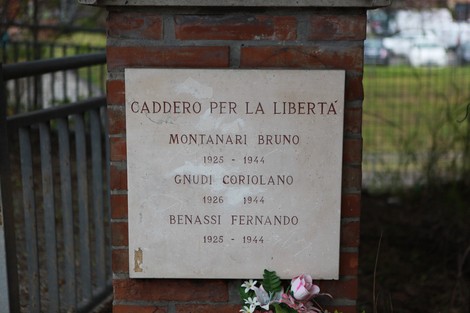 CADDERO PER LA LIBERTA'
MONTANARI BRUNO
1925 - 1944
GNUDI CORIOLANO
1926 1944
BENASSI FERNANDO
1925 - 1944